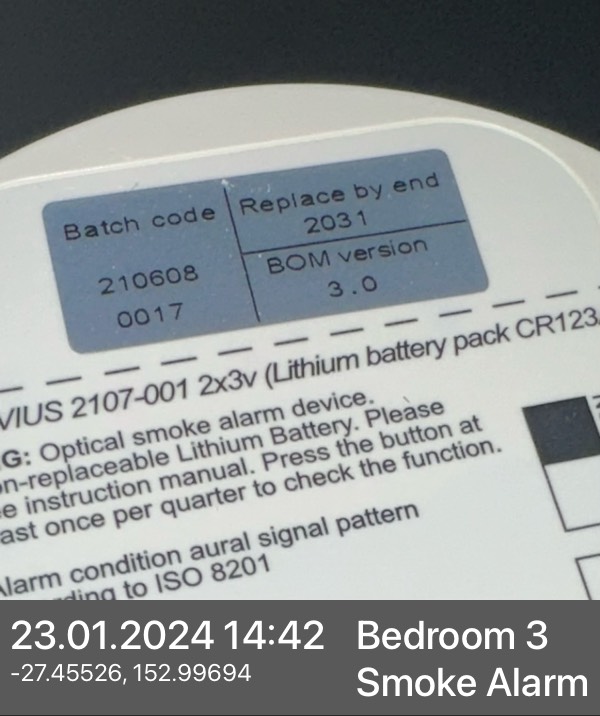 Batch code
210608
0017
Replace by end
2031
BOM version
3.0
VIUS 2107-001 2x3v (Lithium battery pack CR123
G: Optical smoke alarm device.
n-replaceable Lithium Battery. Please
e instruction manual. Press the button at
ast once per quarter to check the function.
Alarm condition aural signal pattern
ding to ISO 8201
23.01.2024 14:42
-27.45526, 152.99694
Bedroom 3
Smoke Alarm